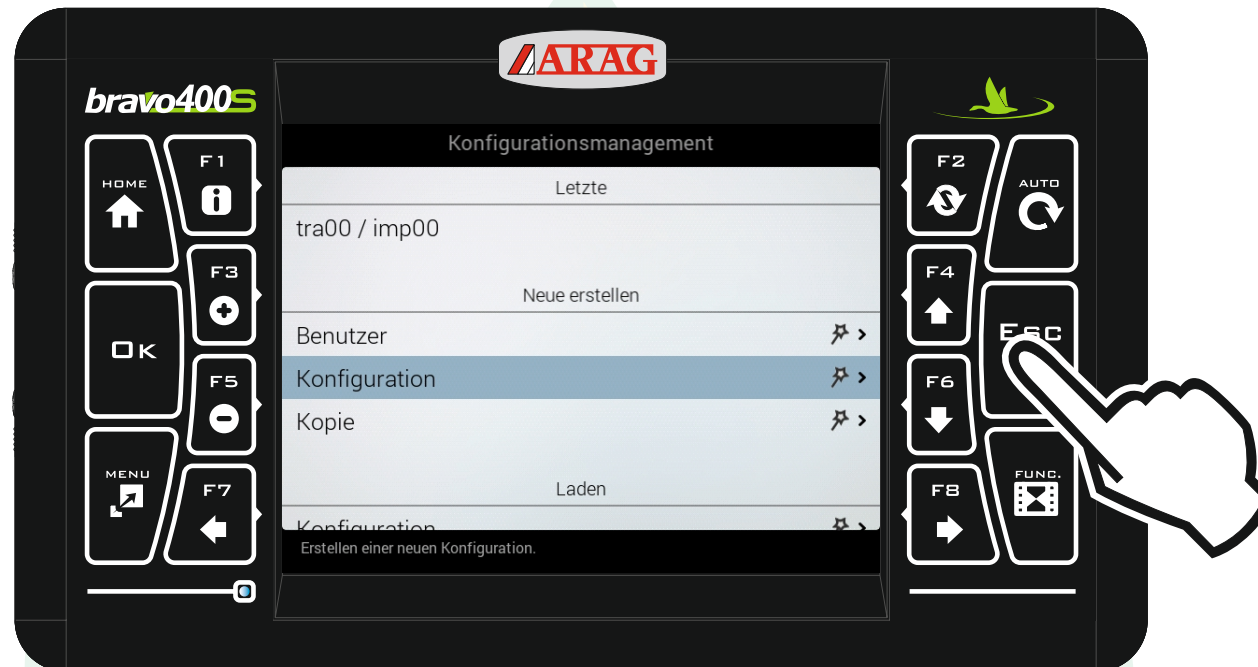 ARAG
bravo400S
HOME
F1
F3
OK
F5
MENU
F7
Konfigurationsmanagement
Letzte
tra00 / imp00
Neue erstellen
Benutzer
Konfiguration
Kopie
Laden
Konfiguration
Erstellen einer neuen Konfiguration.
F2
AUTO
F4
Esc
F6
FUNC.
F8